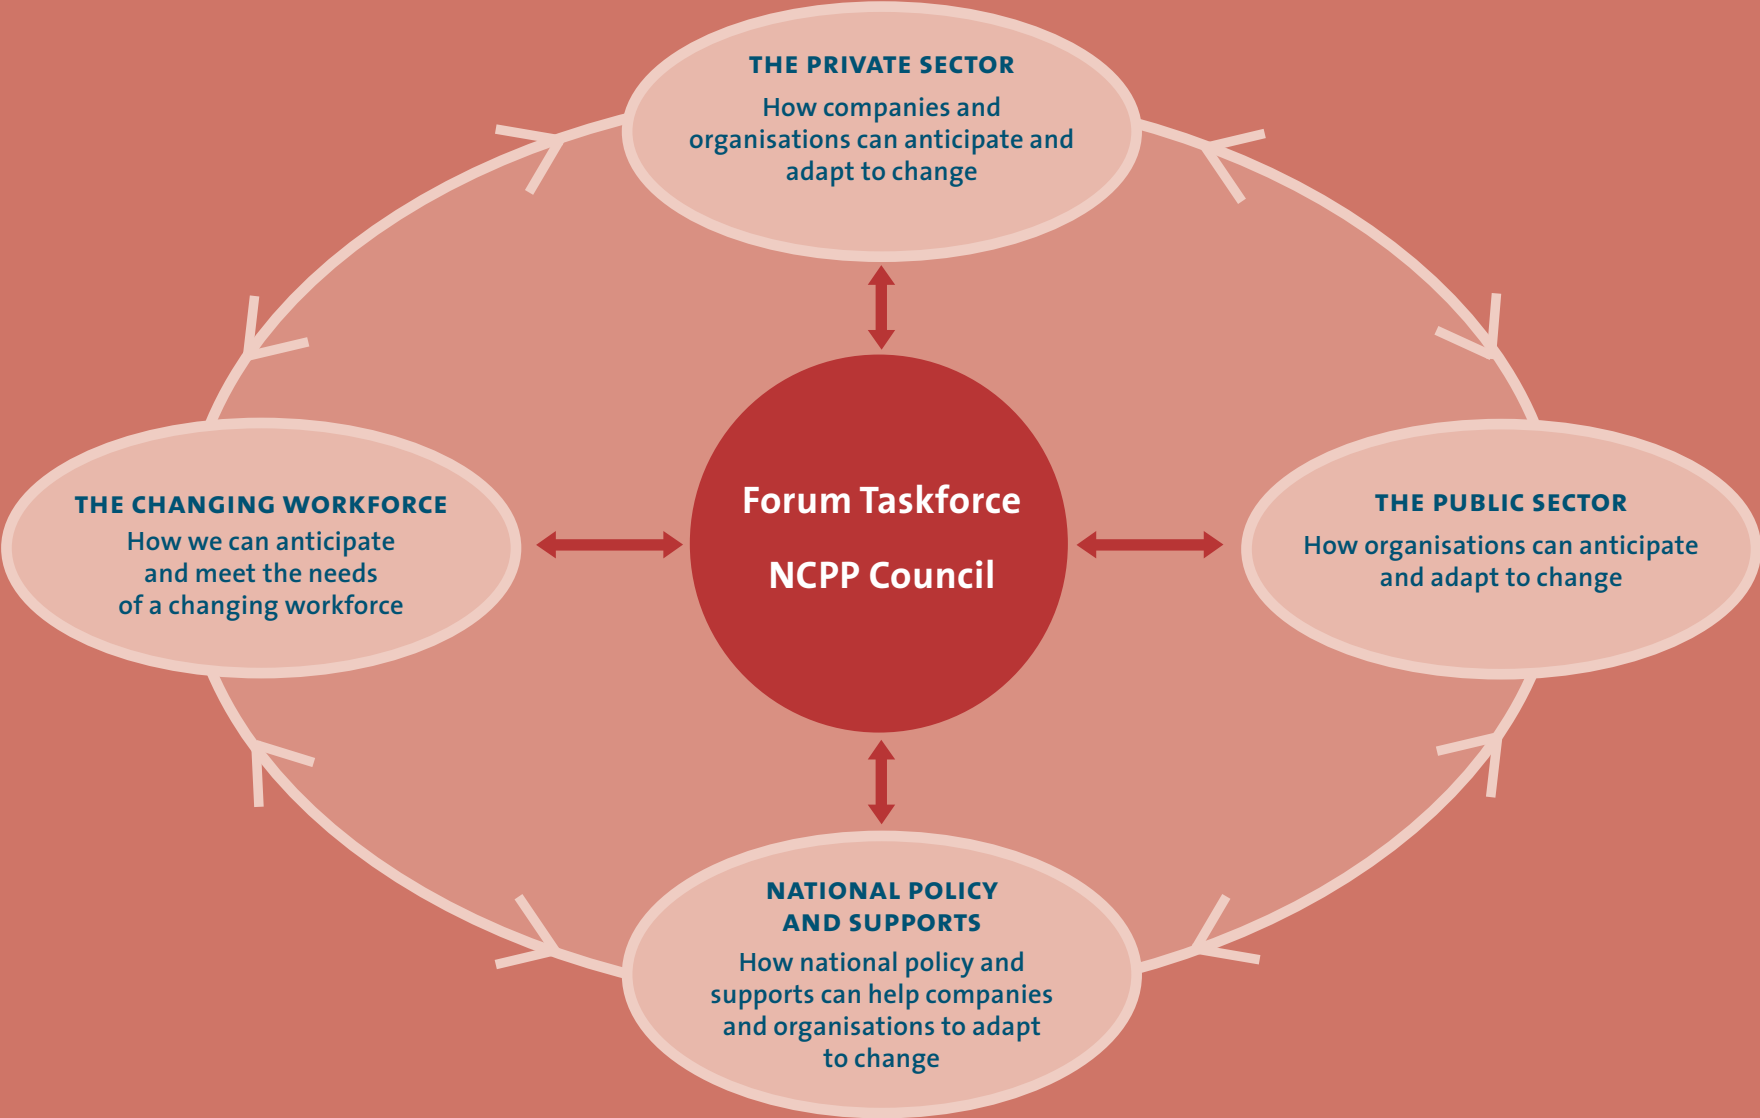 THE PRIVATE SECTOR
How companies and
organisations can anticipate and
adapt to change
THE CHANGING WORKFORCE
How we can anticipate
and meet the needs
of a changing workforce
Forum Taskforce
NCPP Council
THE PUBLIC SECTOR
How organisations can anticipate
and adapt to change
NATIONAL POLICY
AND SUPPORTS
How national policy and
supports can help companies
and organisations to adapt
to change